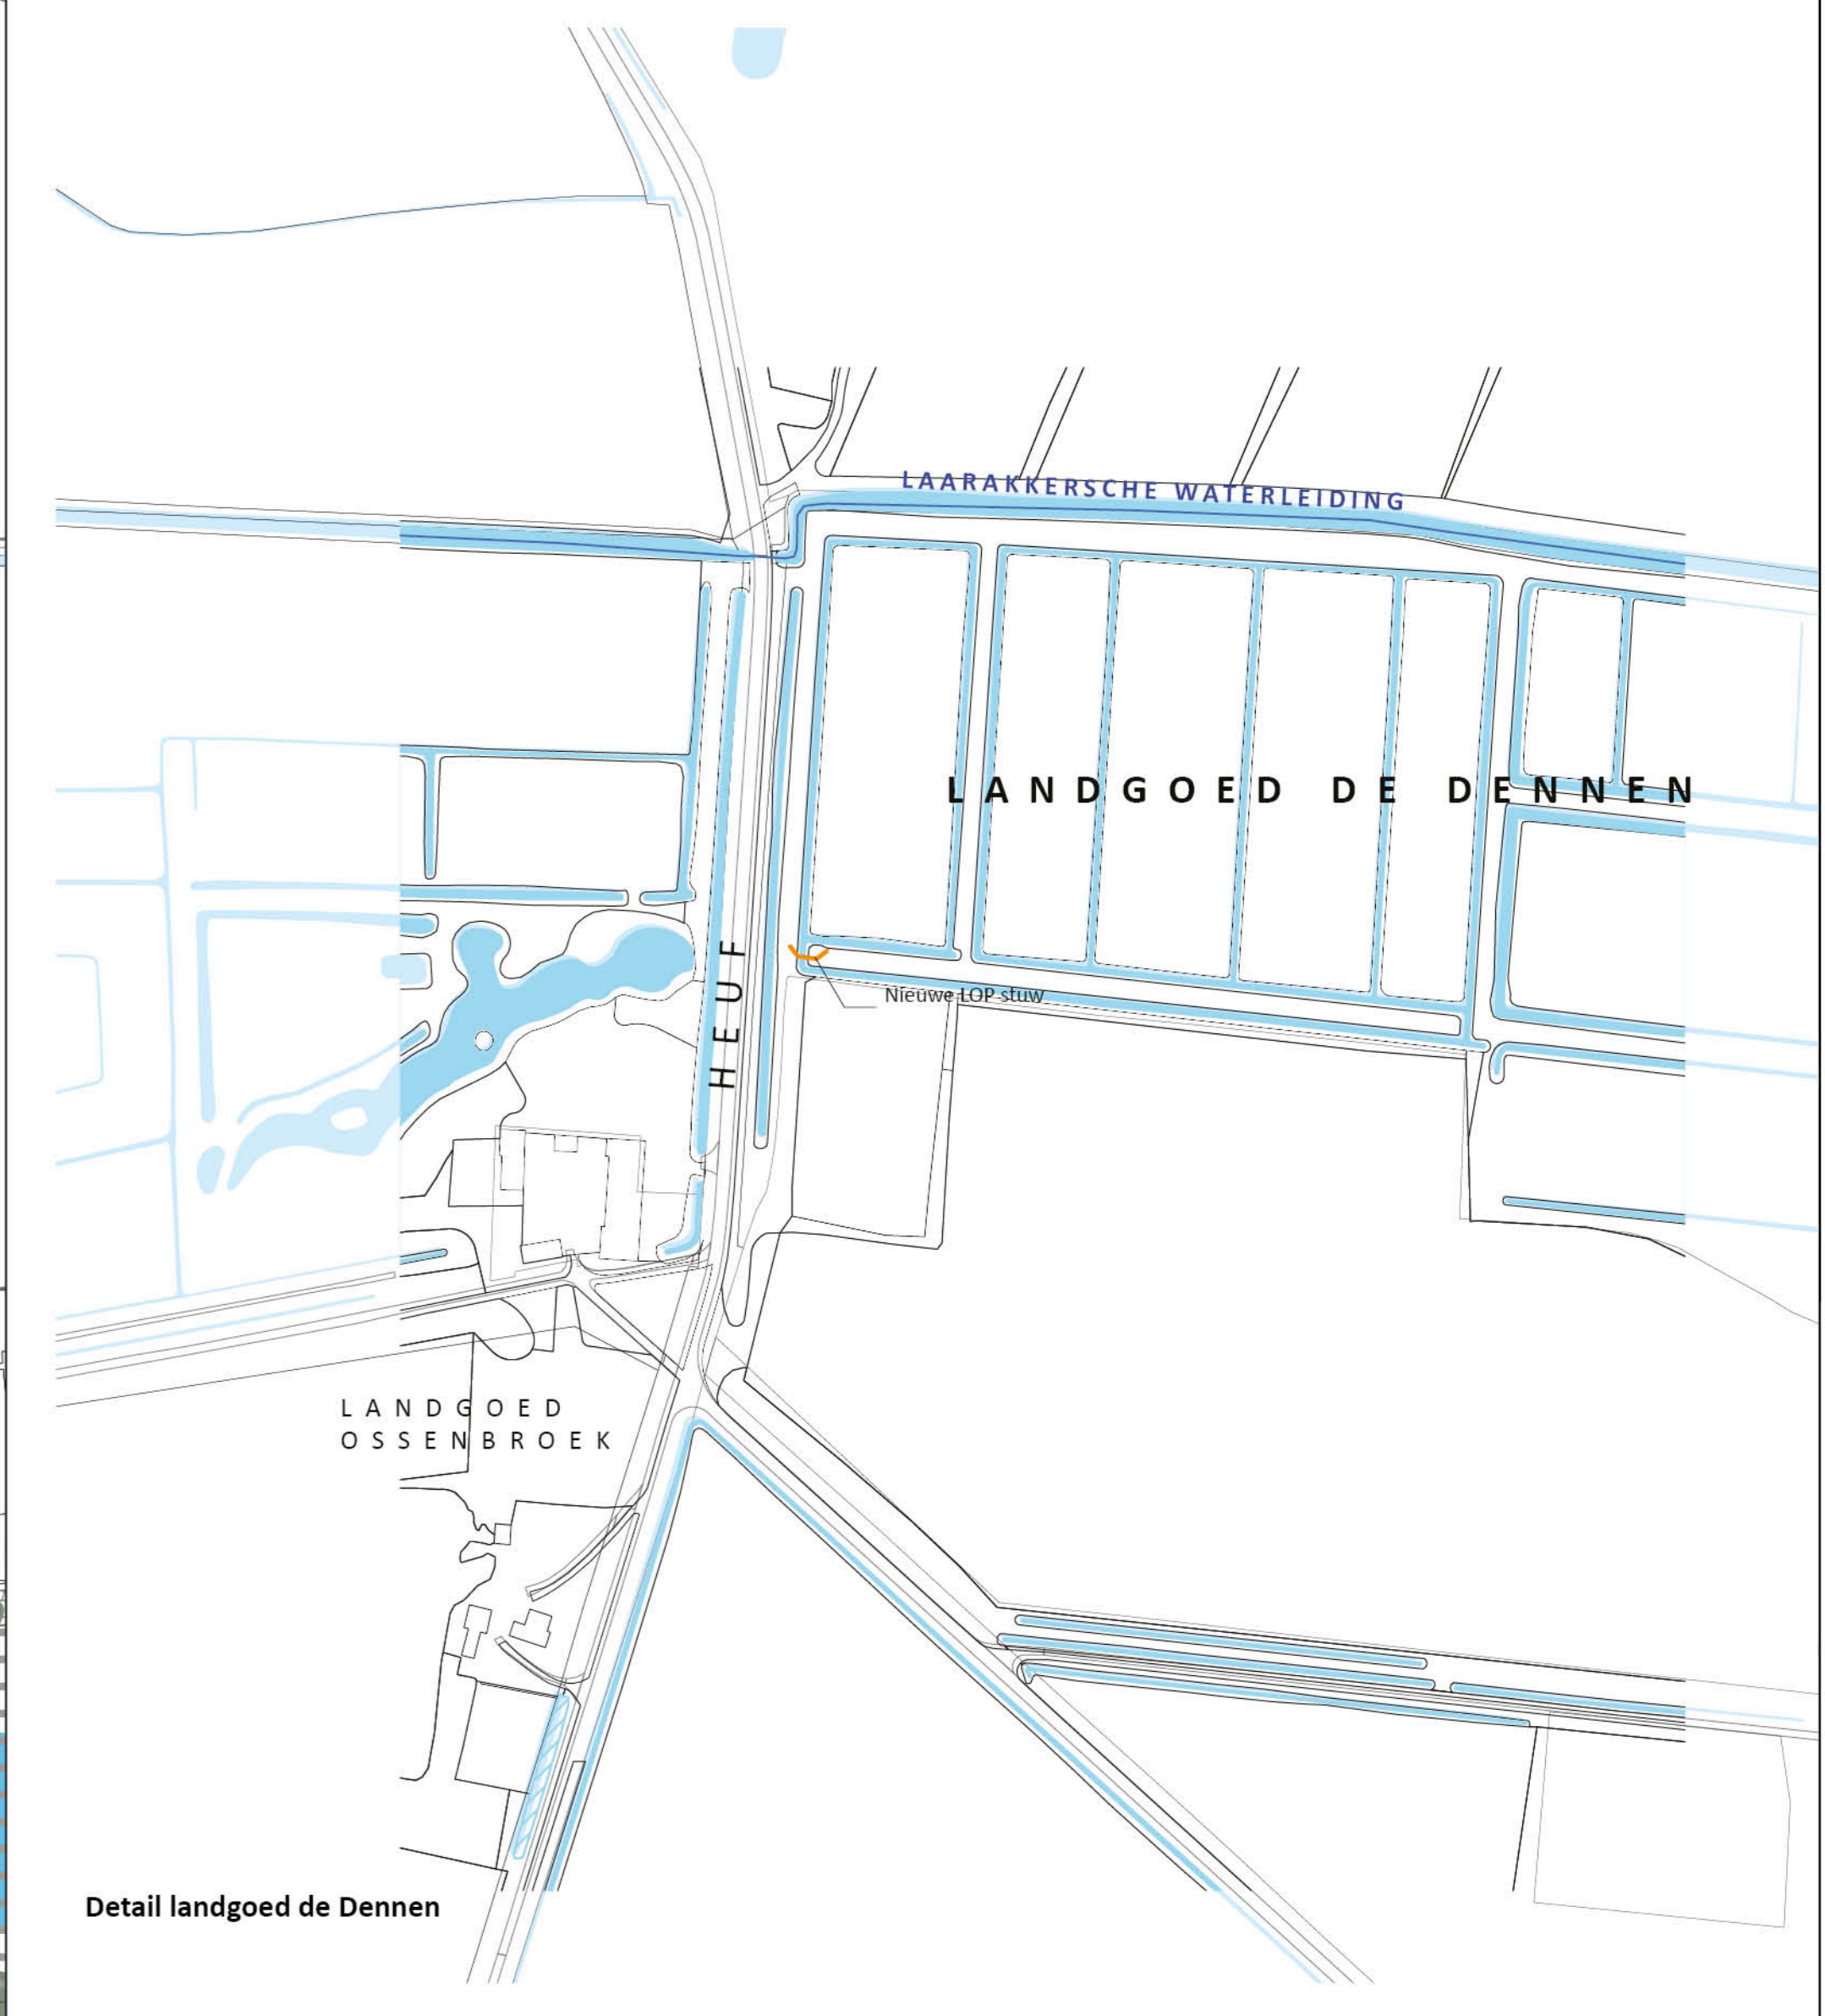 LAARAKKERSCHE WATERLEIDING
LANDGOED DE DENNEN
HEUF
Nieuwe LOP stuw
LANDGOED
OSSENBROEK
Detail landgoed de Dennen